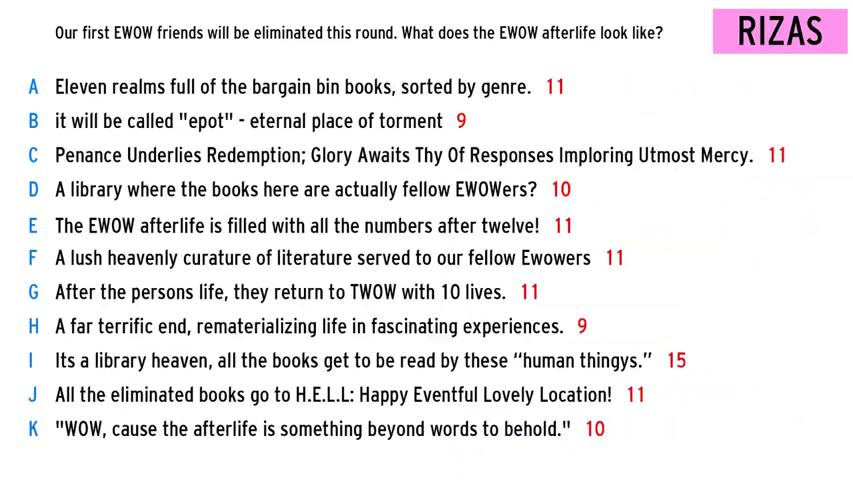 Our first EWOW friends will be eliminated this round. What does the EWOW afterlife look like?
RIZAS
A Eleven realms full of the bargain bin books, sorted by genre. 11
B it will be called "epot" - eternal place of torment 9
C Penance Underlies Redemption; Glory Awaits Thy Of Responses Imploring Utmost Mercy. 11
D A library where the books here are actually fellow EWOWers? 10
E The EWOW afterlife is filled with all the numbers after twelve! 11
F A lush heavenly curature of literature served to our fellow Ewowers 11
G After the persons life, they return to TWOW with 10 lives. 11
H A far terrific end, rematerializing life in fascinating experiences. 9
I Its a library heaven, all the books get to be read by these “human thingys.” 15
J All the eliminated books go to H.E.L.L: Happy Eventful Lovely Location! 11
K "WOW, cause the afterlife is something beyond words to behold." 10